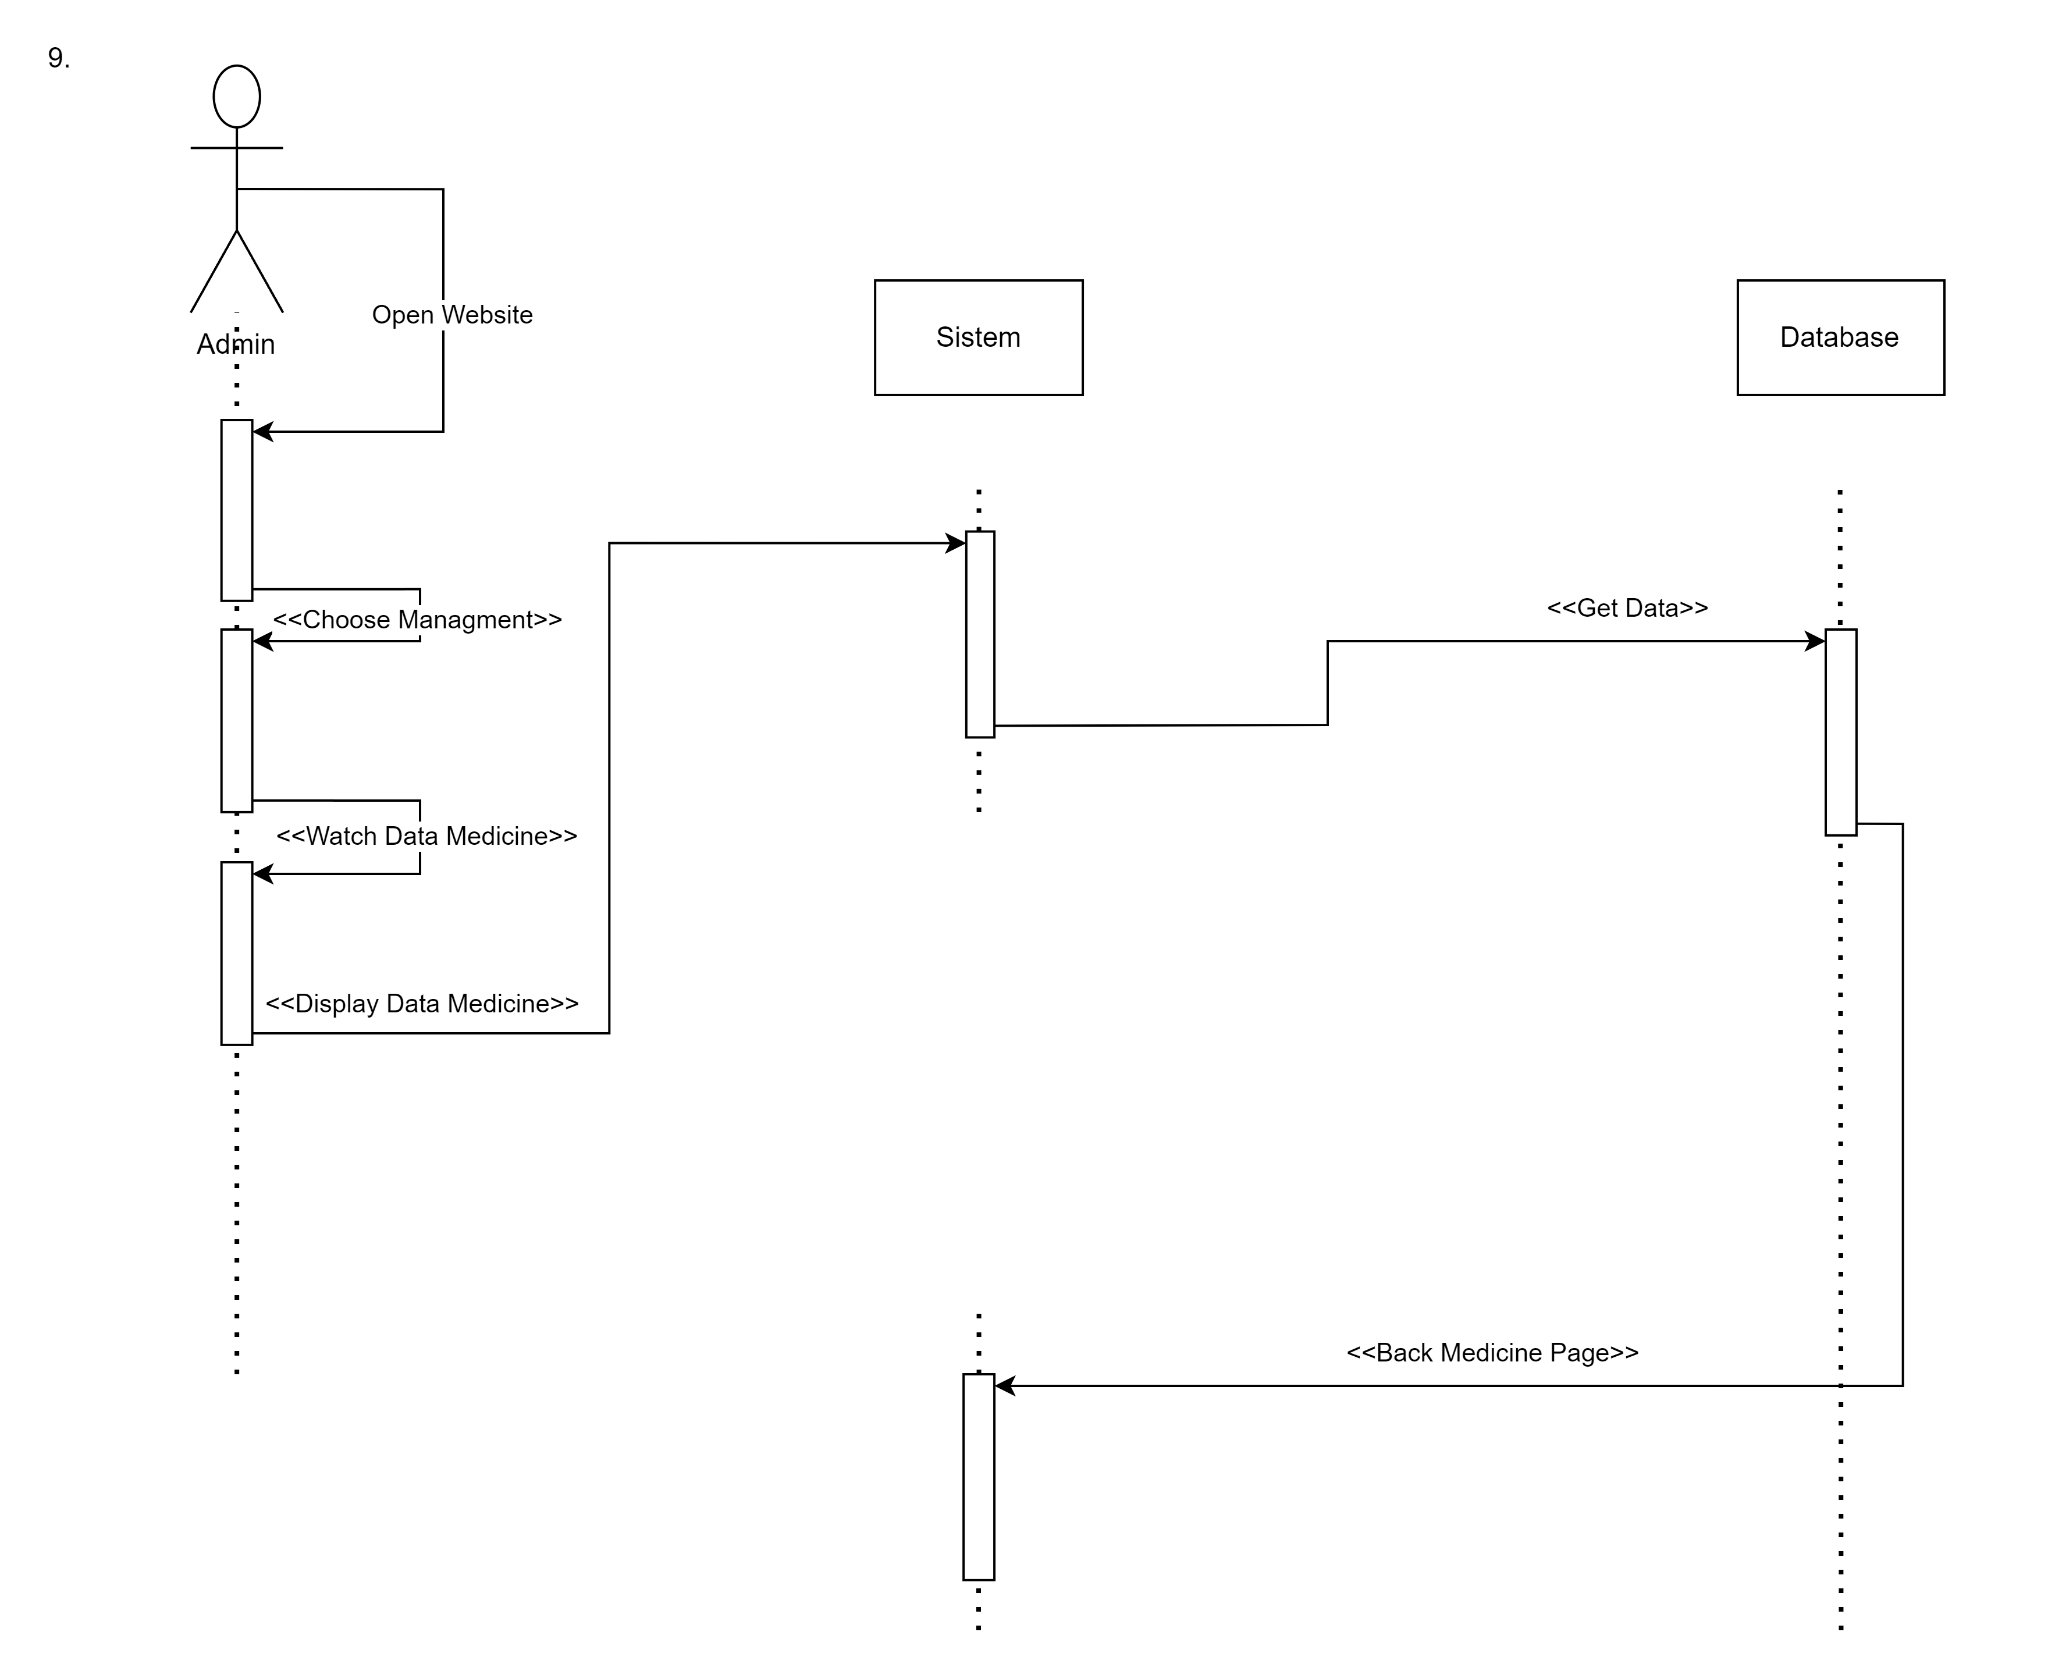 9.
Open Website
Admin
Sistem
Database
<<Choose Managment>>
<<Get Data>>
<<Watch Data Medicine>>
<<Display Data Medicine>>
<<Back Medicine Page>>